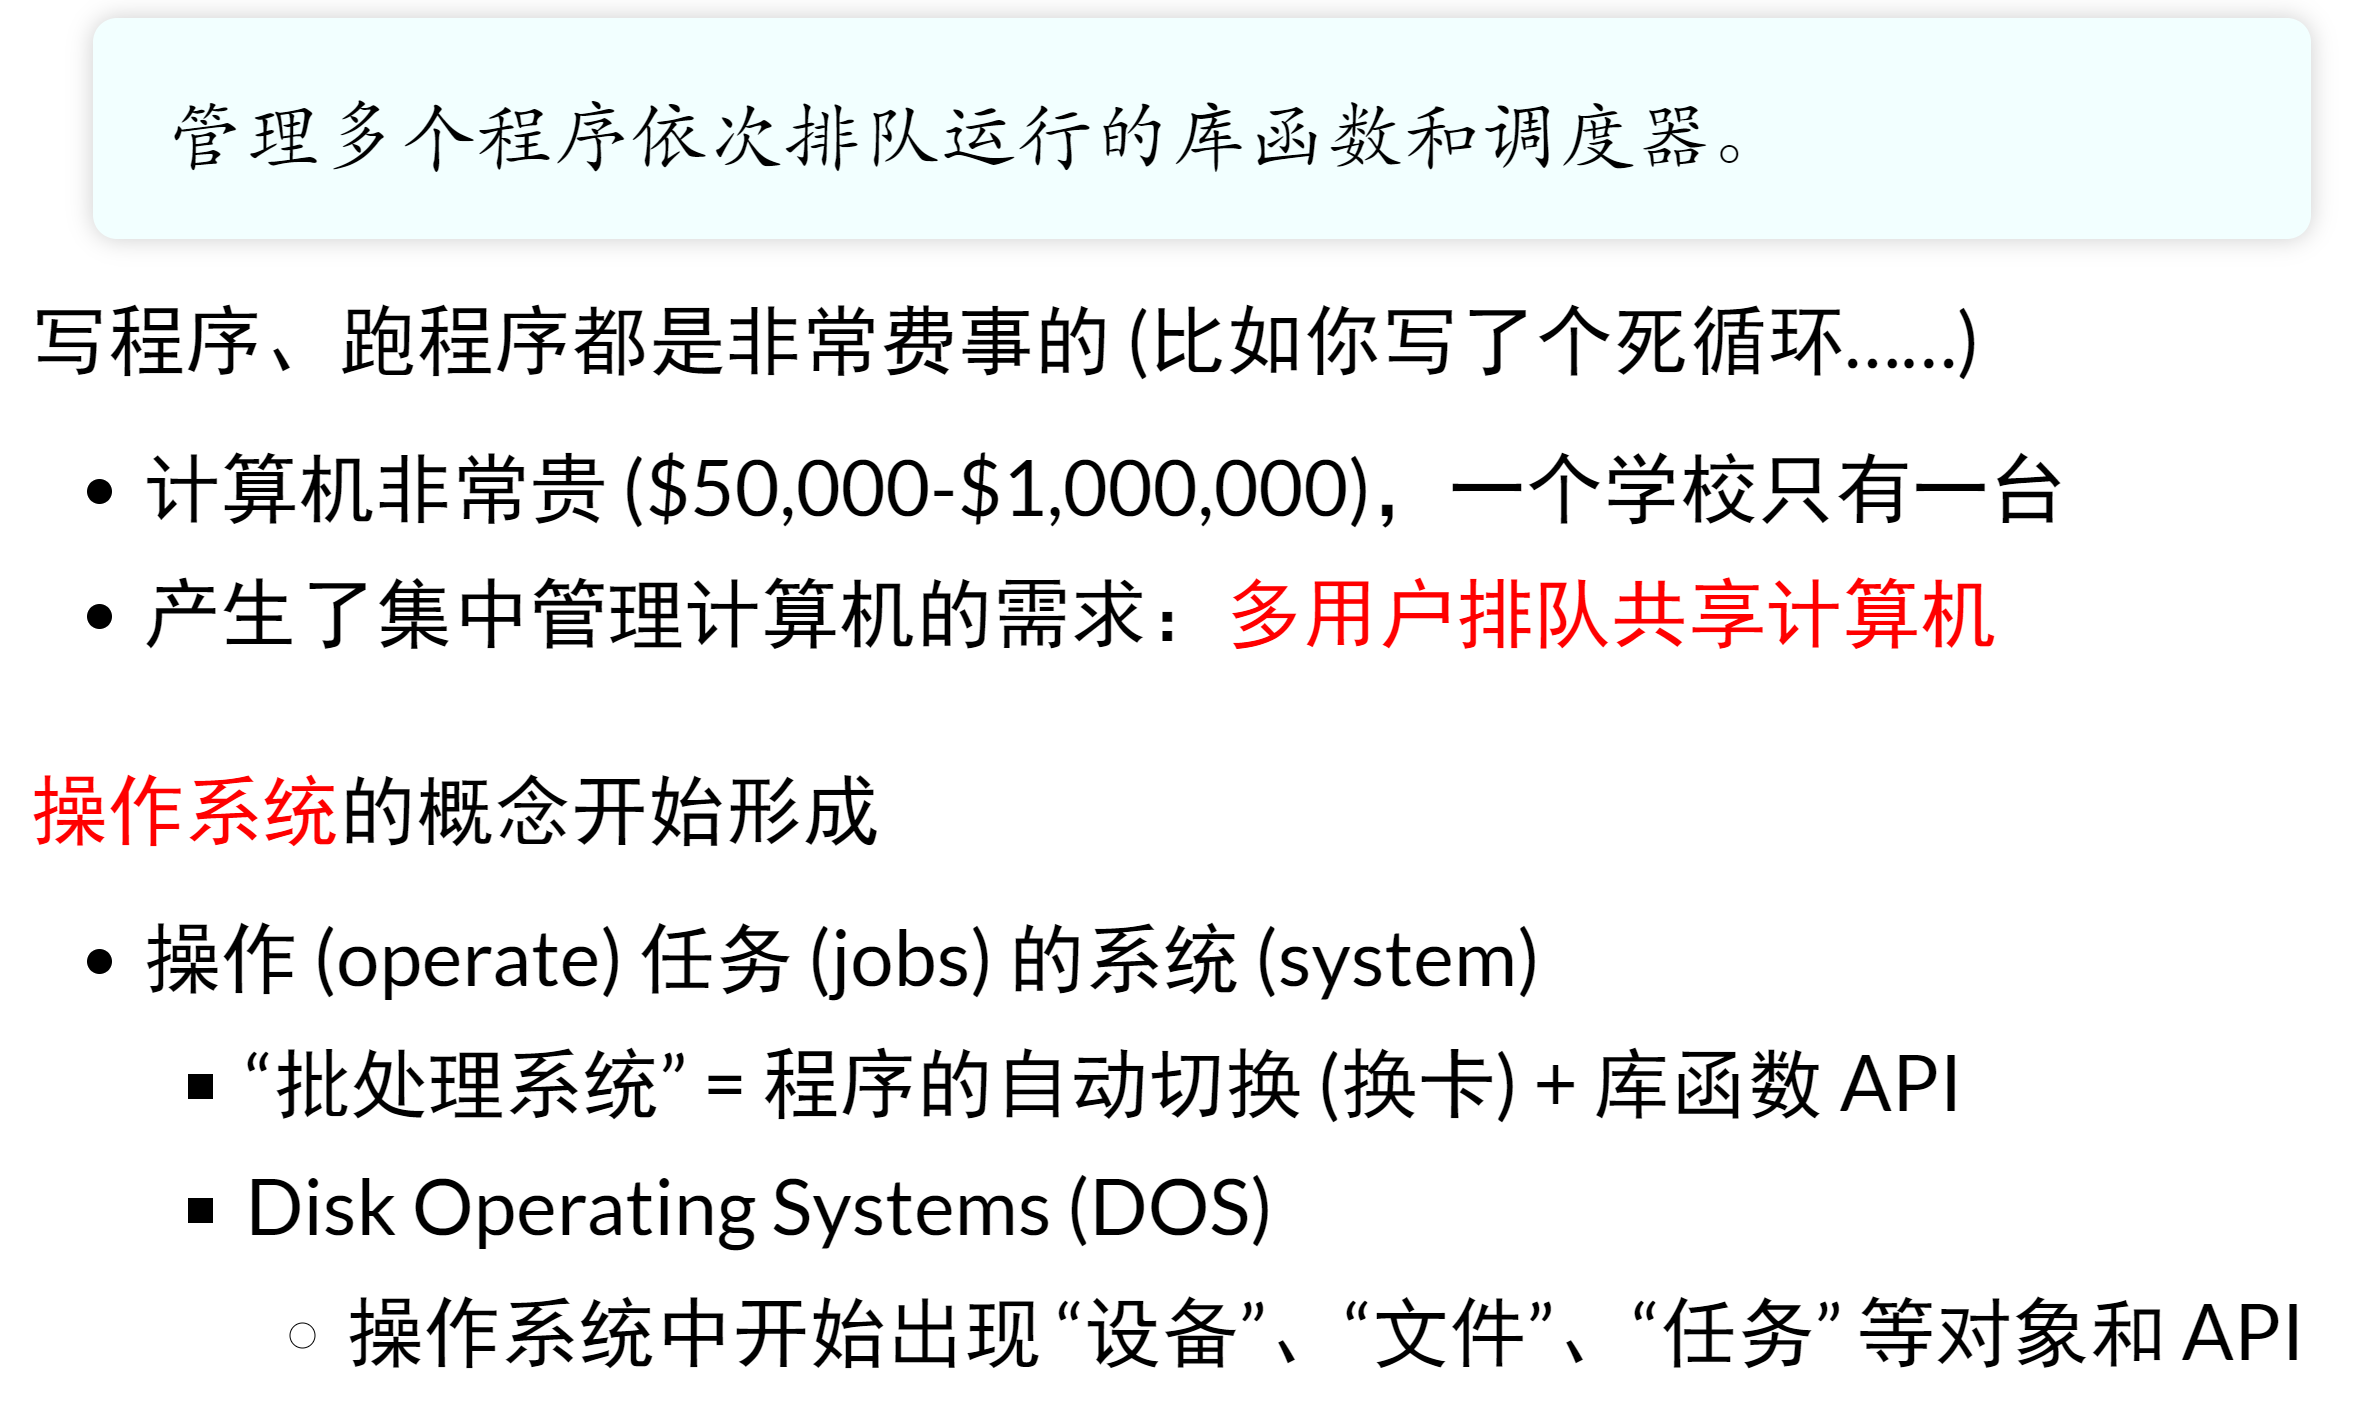 管理多个程序依次排队运行的库函数和调度器。
写程序、跑程序都是非常费事的 (比如你写了个死循环……)
• 计算机非常贵 ($50,000-$1,000,000)，一个学校只有一台
• 产生了集中管理计算机的需求：多用户排队共享计算机
操作系统的概念开始形成
• 操作 (operate) 任务 (jobs) 的系统 (system)
▪ “批处理系统” = 程序的自动切换 (换卡) + 库函数 API
▪ Disk Operating Systems (DOS)
◦ 操作系统中开始出现 “设备”、“文件”、“任务” 等对象和 API